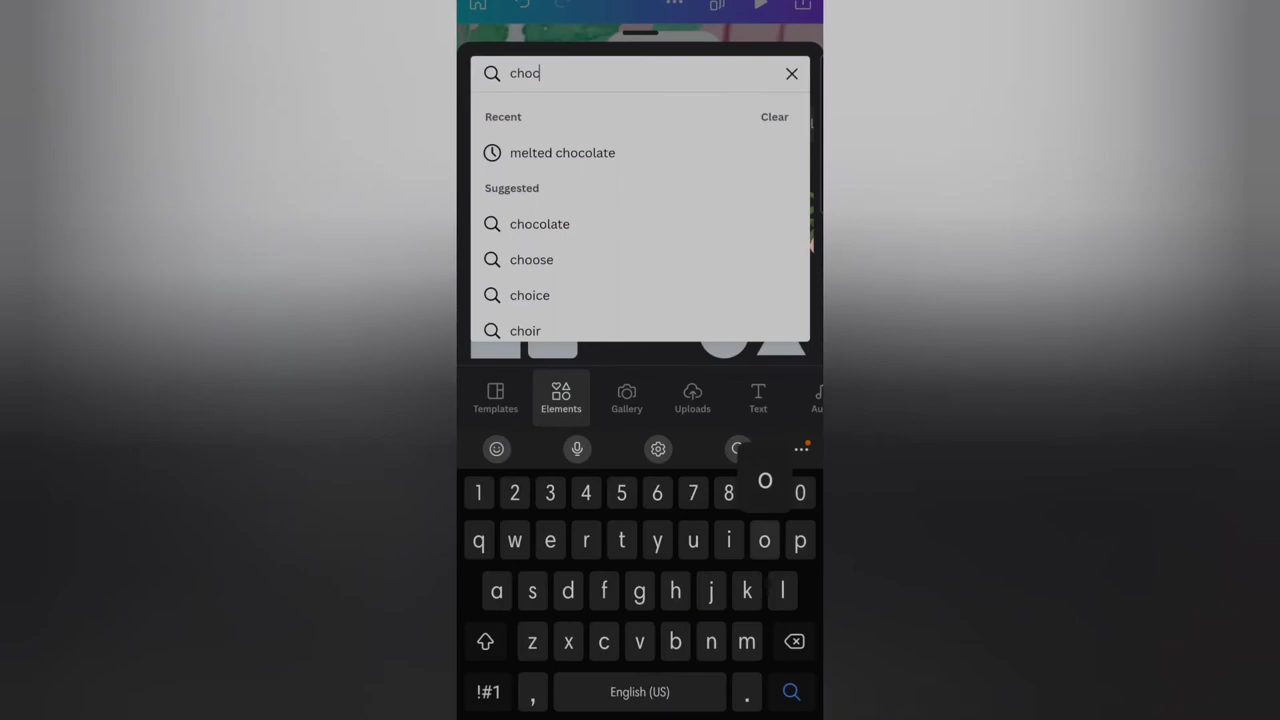 choc
Recent Clear
melted chocolate
Suggested
chocolate
choose
choice
choir
Templates Elements Gallery Uploads Text Au
o
1 2 3 4 5 6 7 8 0
q w e r t y u i o p
a s d f g h j k l
z x c v b n m
!#1 , English (US) .